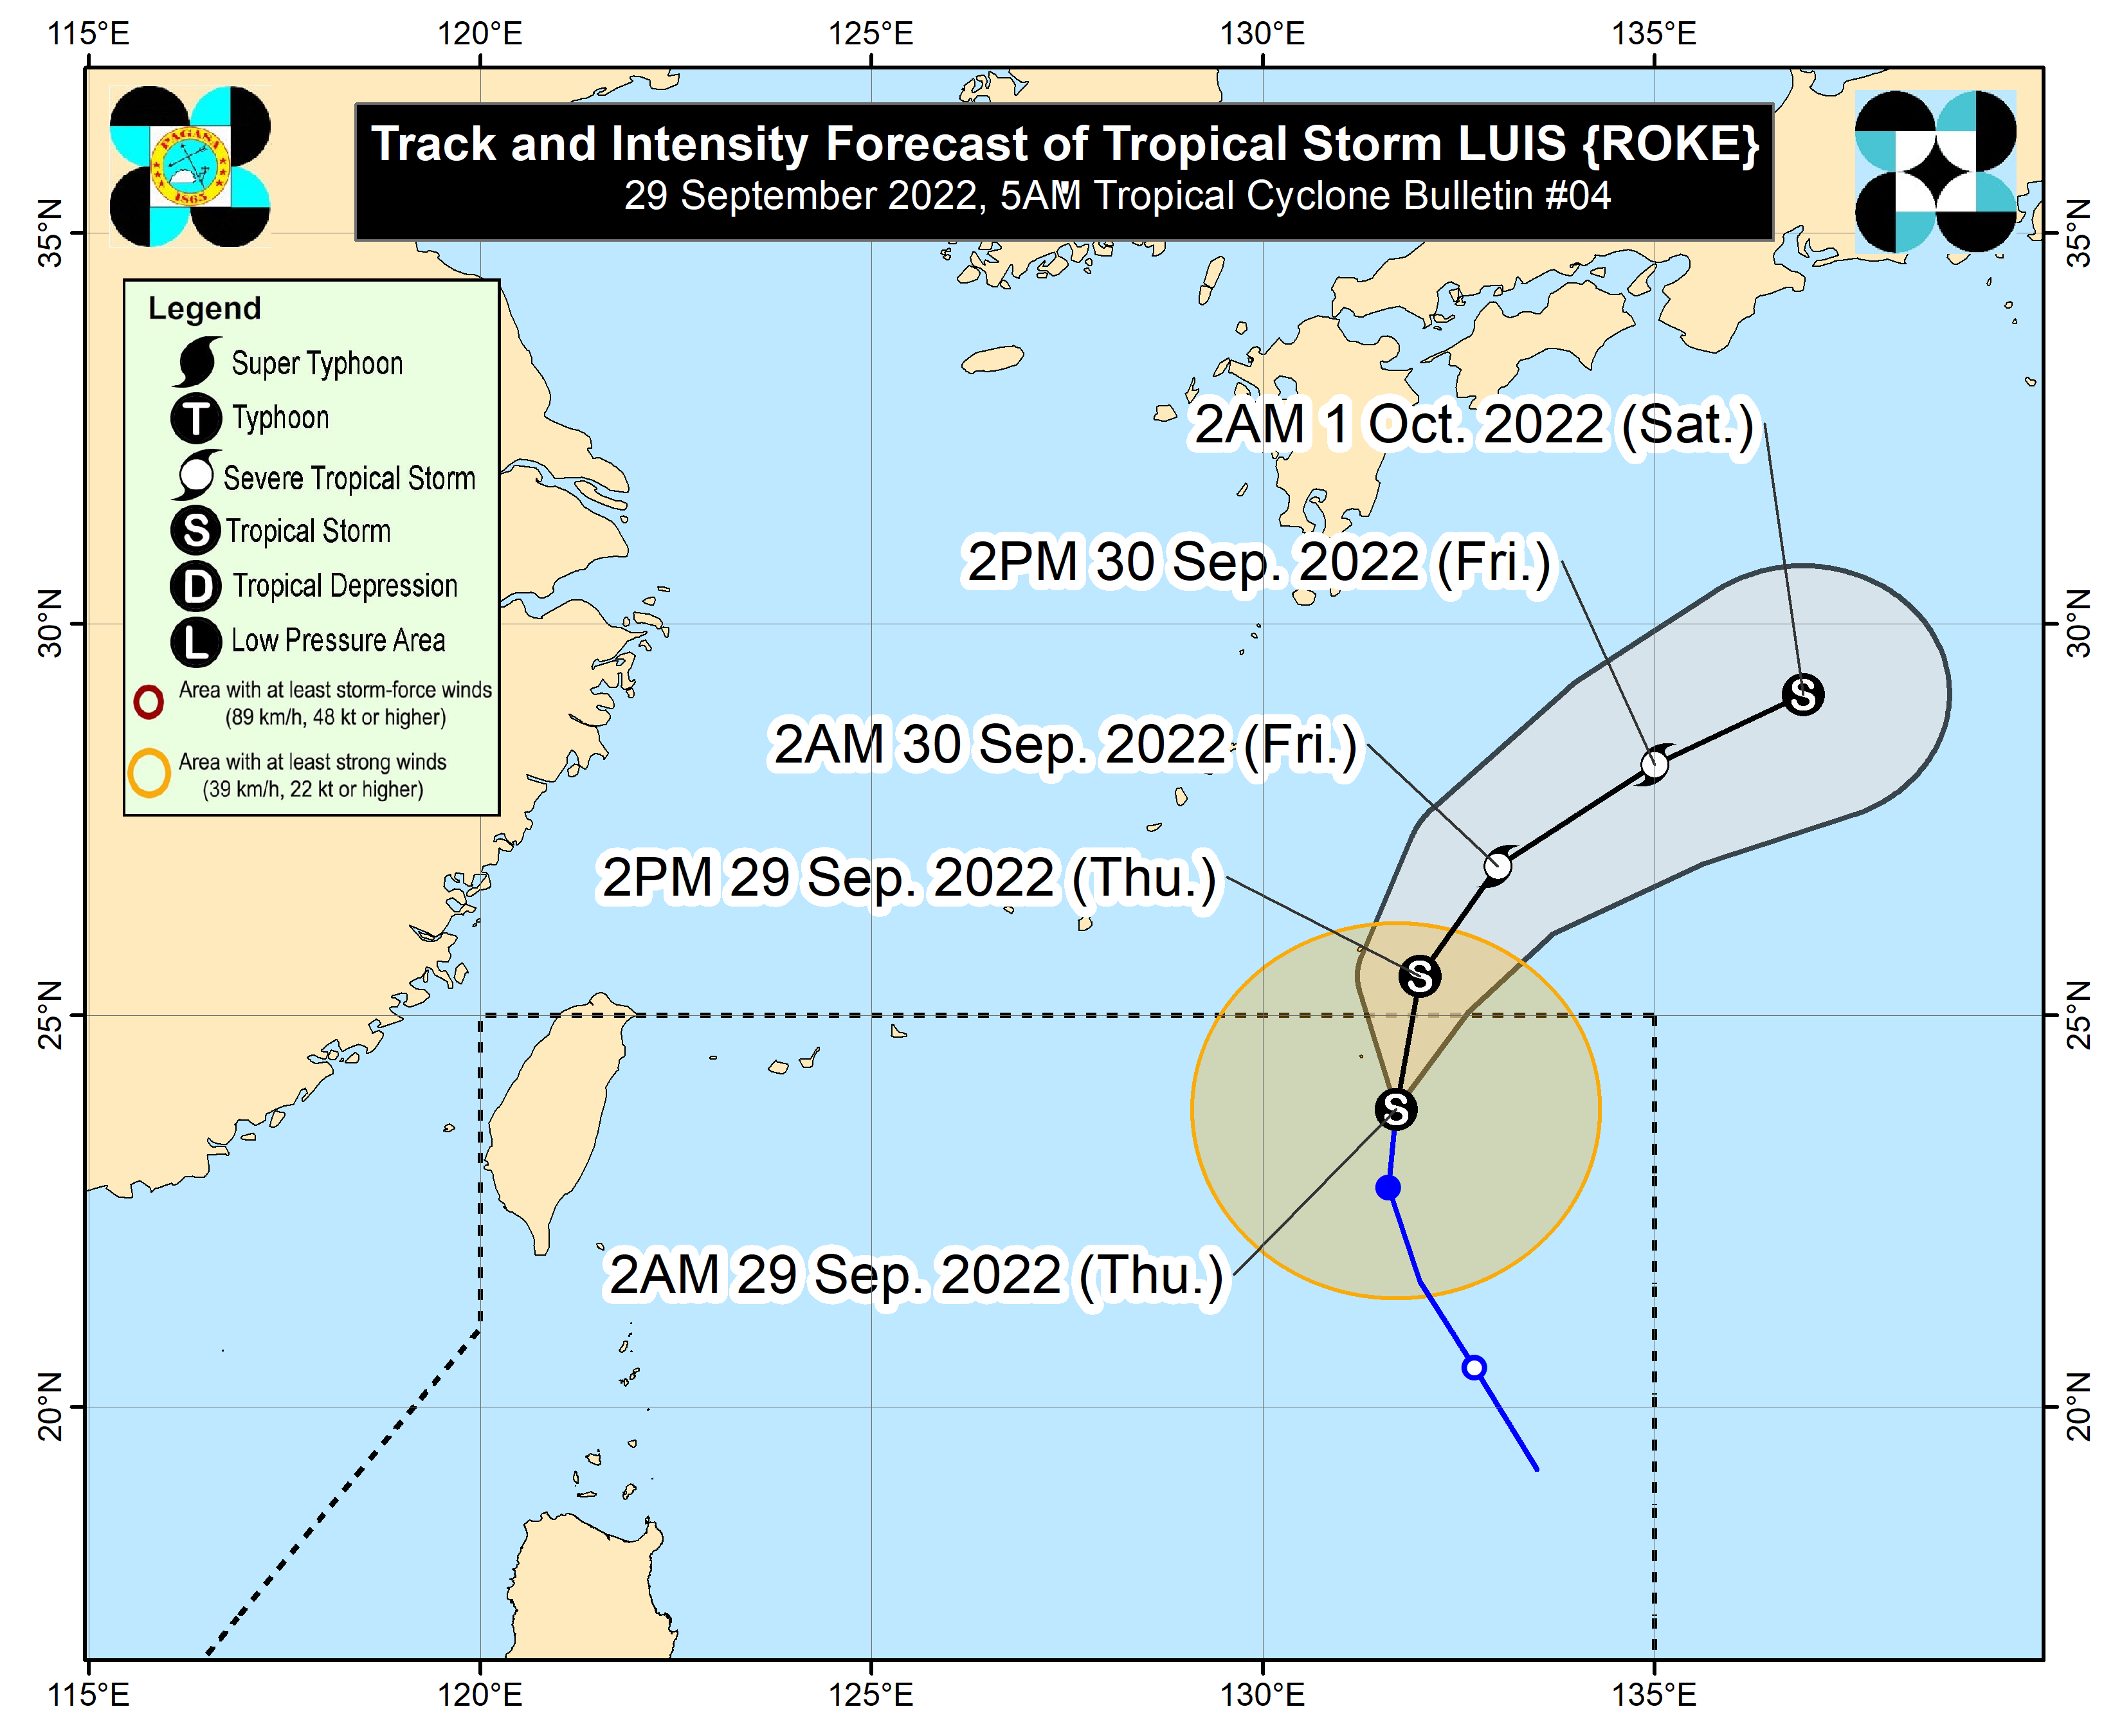 115°E 120°E 125°E 130°E 135°E
Track and Intensity Forecast of Tropical Storm LUIS {ROKE}
29 September 2022, 5AM Tropical Cyclone Bulletin #04
PAGASA
1865
35°N
35°N
Legend
Super Typhoon
T Typhoon
Severe Tropical Storm
S Tropical Storm
D Tropical Depression
L Low Pressure Area
Area with at least storm-force winds
(89 km/h, 48 kt or higher)
Area with at least strong winds
(39 km/h, 22 kt or higher)
2AM 1 Oct. 2022 (Sat.)
2PM 30 Sep. 2022 (Fri.)
30°N
30°N
S
2AM 30 Sep. 2022 (Fri.)
2PM 29 Sep. 2022 (Thu.)
S
25°N
25°N
S
2AM 29 Sep. 2022 (Thu.)
20°N
20°N
115°E 120°E 125°E 130°E 135°E